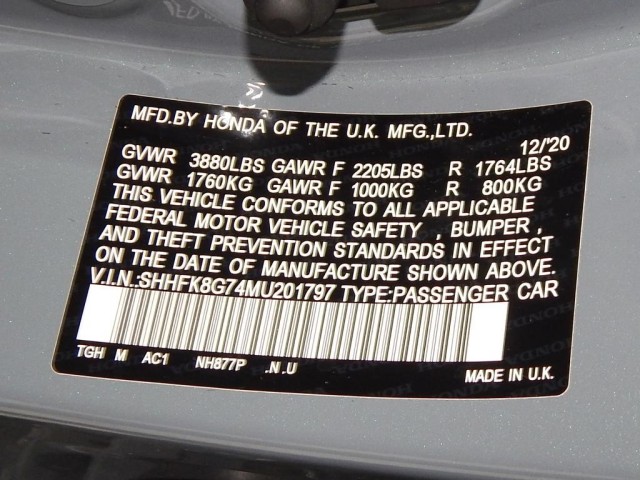 MFD.BY HONDA OF THE U.K. MFG.,LTD.
12/'20
GVWR 3880LBS GAWR F 2205LBS R 1764LBS
GVWR 1760KG GAWR F 1000KG R 800KG
THIS VEHICLE CONFORMS TO ALL APPLICABLE
FEDERAL MOTOR VEHICLE SAFETY , BUMPER ,
AND THEFT PREVENTION STANDARDS IN EFFECT
ON THE DATE OF MANUFACTURE SHOWN ABOVE.
V.I.N.:SHHFK8G74MU201797 TYPE:PASSENGER CAR
TGH M AC1 NH877P .N.U
MADE IN U.K.